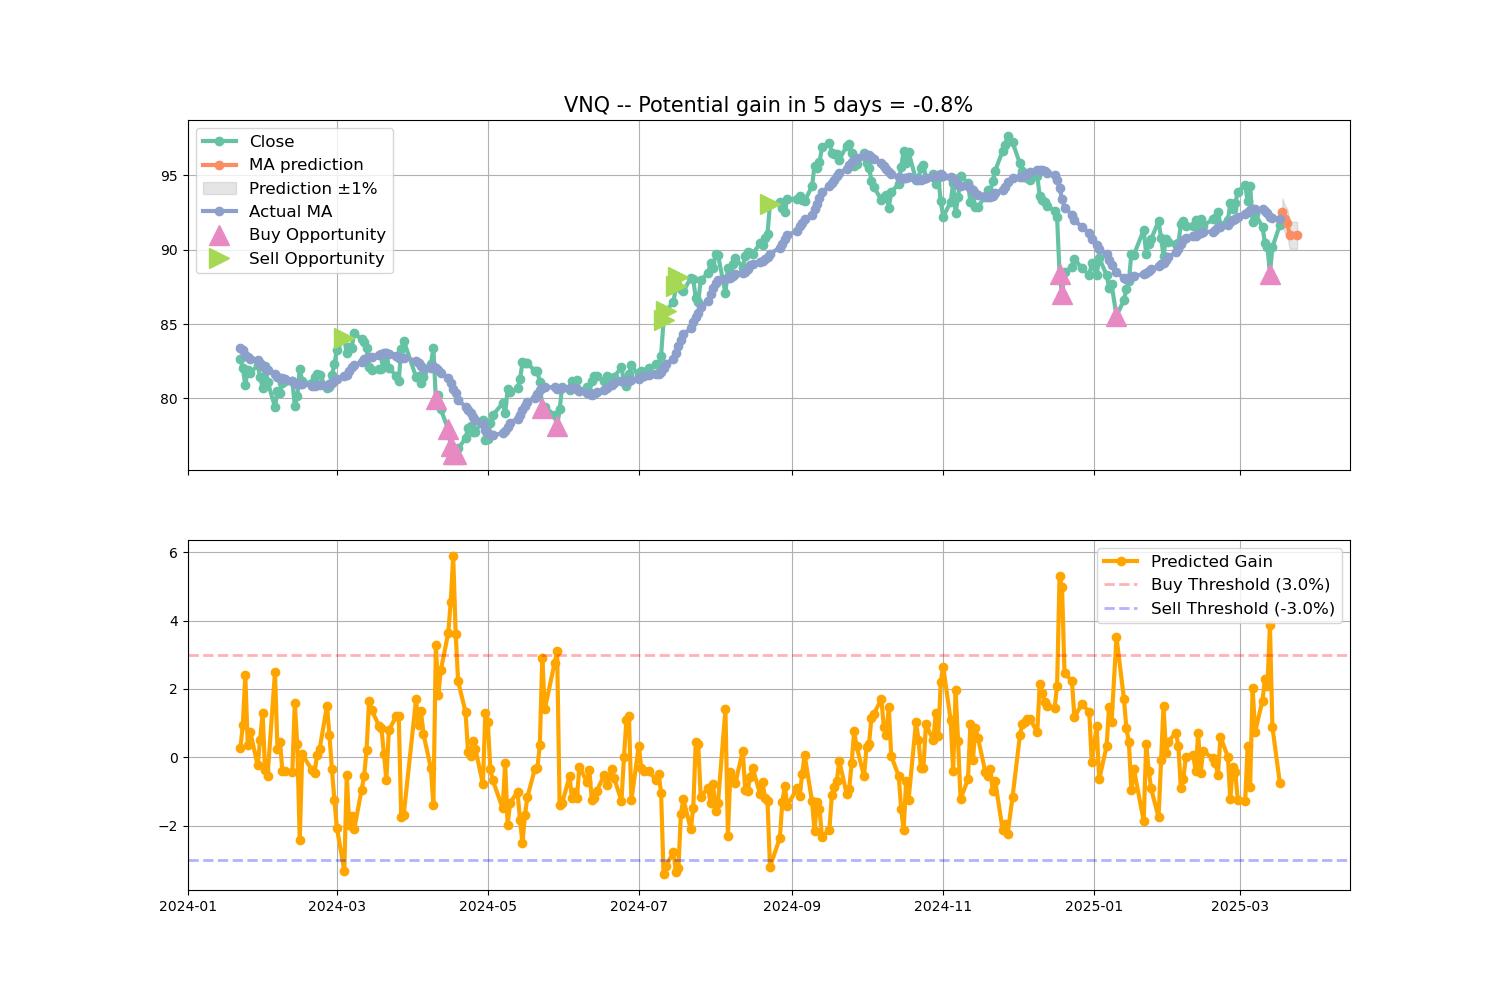 VNQ -- Potential gain in 5 days = -0.8%
Close
MA prediction
Prediction ±1%
Actual MA
Buy Opportunity
Sell Opportunity
95
90
85
80
Predicted Gain
Buy Threshold (3.0%)
Sell Threshold (-3.0%)
6
4
2
0
−2
2024-01 2024-03 2024-05 2024-07 2024-09 2024-11 2025-01 2025-03